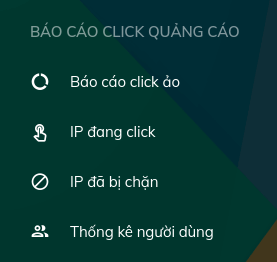 BÁO CÁO CLICK QUẢNG CÁO
Báo cáo click ảo
IP đang click
IP đã bị chặn
Thống kê người dùng